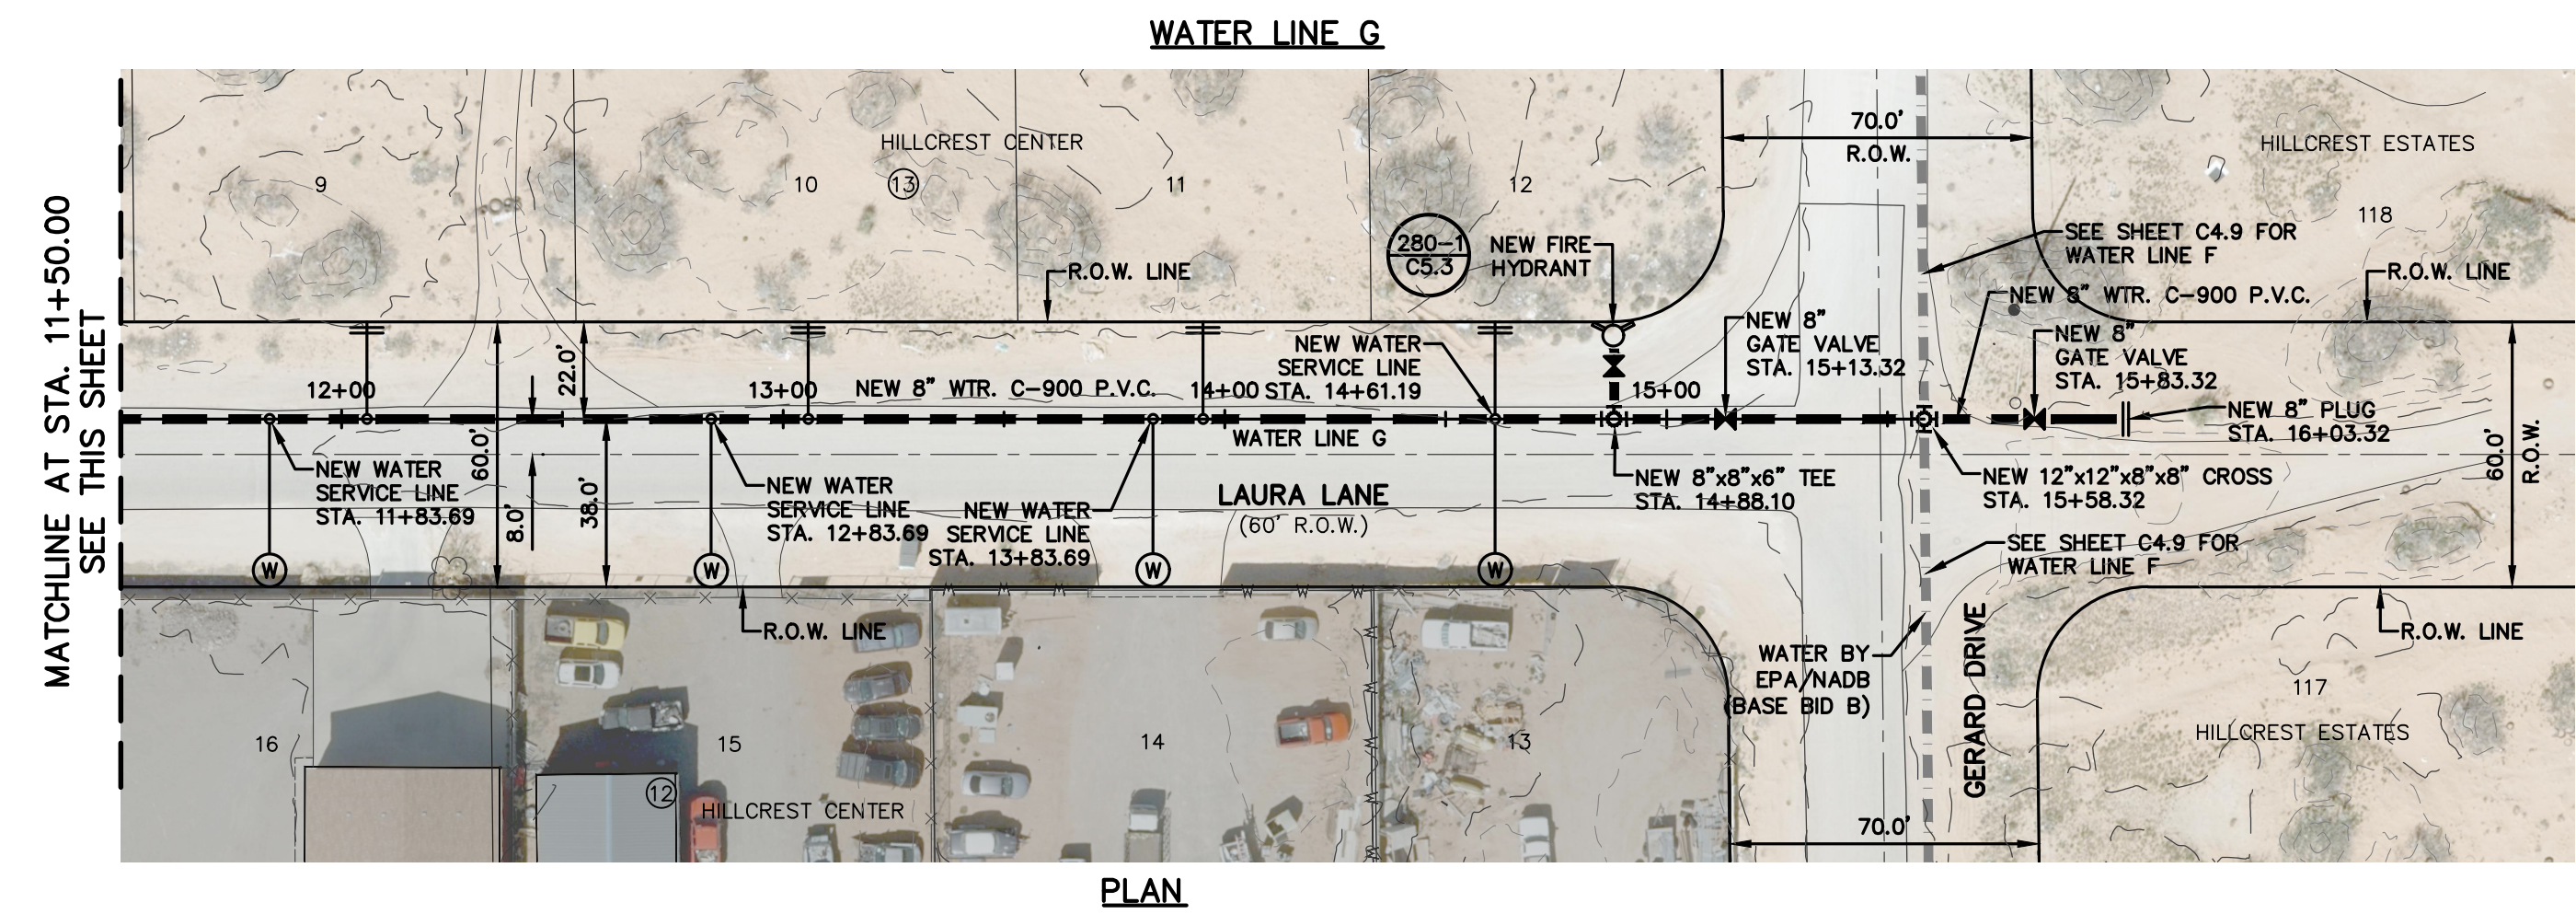 WATER LINE G
MATCHLINE AT STA. 11+50.00
SEE THIS SHEET
70.0'
R.O.W.
HILLCREST CENTER
HILLCREST ESTATES
9
10
13
11
12
118
280-1
C5.3
NEW FIRE
HYDRANT
SEE SHEET C4.9 FOR
WATER LINE F
R.O.W. LINE
R.O.W. LINE
NEW 8" WTR. C-900 P.V.C.
NEW 8"
GATE VALVE
STA. 15+13.32
NEW 8"
GATE VALVE
STA. 15+83.32
NEW WATER
SERVICE LINE
STA. 14+61.19
22.0'
12+00
13+00
NEW 8" WTR. C-900 P.V.C.
14+00
15+00
NEW 8" PLUG
STA. 16+03.32
WATER LINE G
60.0'
60.0'
R.O.W.
NEW WATER
SERVICE LINE
STA. 11+83.69
8.0'
38.0'
NEW WATER
SERVICE LINE
STA. 12+83.69
NEW WATER
SERVICE LINE
STA. 13+83.69
LAURA LANE
(60' R.O.W.)
NEW 8"x8"x6" TEE
STA. 14+88.10
NEW 12"x12"x8"x8" CROSS
STA. 15+58.32
SEE SHEET C4.9 FOR
WATER LINE F
W
W
W
W
R.O.W. LINE
R.O.W. LINE
WATER BY
EPA/NADB
(BASE BID B)
GERARD DRIVE
117
HILLCREST ESTATES
16
15
14
13
12
HILLCREST CENTER
70.0'
PLAN